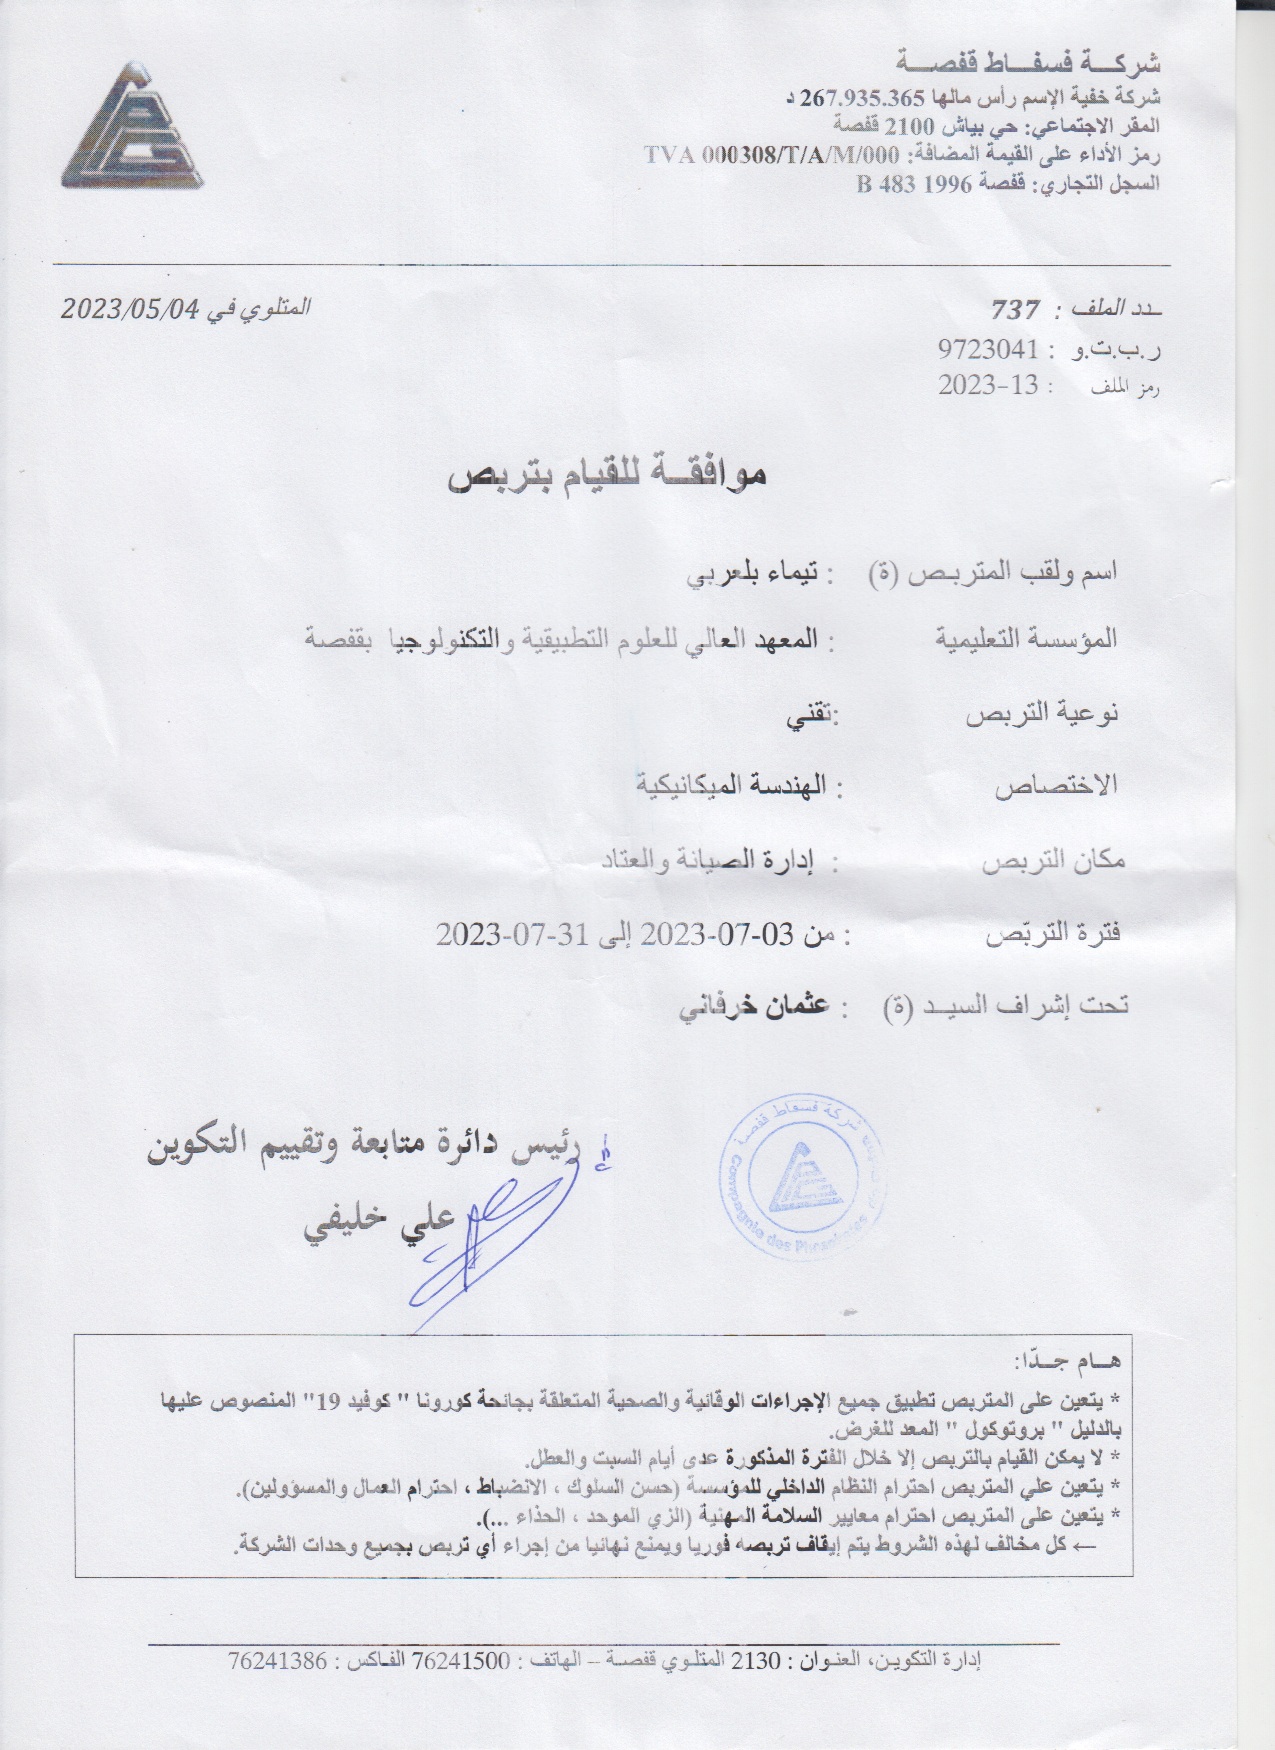 شركة فسفاط قفصة
شركة خفية الإسم رأس مالها 267.935.365 د
المقر الاجتماعي: حي بياش 2100 قفصة
رمز الأداء على القيمة المضافة: TVA 000308/T/A/M/000
السجل التجاري: قفصة B 483 1996
عدد الملف : 737
المتلوي في 2023/05/04
ر.ب.ت.و : 9723041
رمز الملف : 2023-13
موافقة للقيام بتربص
اسم ولقب المتربص (ة) : تيماء بلعربي
المؤسسة التعليمية : المعهد العالي للعلوم التطبيقية والتكنولوجيا بقفصة
نوعية التربص :تقني
الاختصاص : الهندسة الميكانيكية
مكان التربص : إدارة الصيانة والعتاد
فترة التربّص : من 03-07-2023 إلى 31-07-2023
تحت إشراف السيد (ة) : عثمان خرفاني
شركة فسفاط قفصة
Compagnie des Phosphates
رئيس دائرة متابعة وتقييم التكوين
علي خليفي
هام جدّا:
* يتعين على المتربص تطبيق جميع الإجراءات الوقائية والصحية المتعلقة بجائحة كورونا " كوفيد 19" المنصوص عليها
بالدليل " بروتوكول " المعد للغرض.
* لا يمكن القيام بالتربص إلا خلال الفترة المذكورة عدى أيام السبت والعطل.
* يتعين علي المتربص احترام النظام الداخلي للمؤسسة (حسن السلوك ، الانضباط ، احترام العمال والمسؤولين).
* يتعين على المتربص احترام معايير السلامة المهنية (الزي الموحد ، الحذاء ...).
← كل مخالف لهذه الشروط يتم إيقاف تربصه فوريا ويمنع نهائيا من إجراء أي تربص بجميع وحدات الشركة.
إدارة التكوين، العنوان : 2130 المتلوي قفصة – الهاتف : 76241500 الفاكس : 76241386